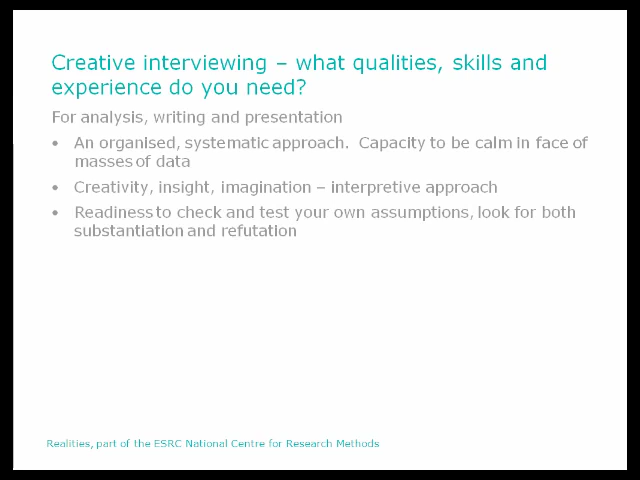 Creative interviewing – what qualities, skills and
experience do you need?
For analysis, writing and presentation
• An organised, systematic approach.  Capacity to be calm in face of
masses of data
• Creativity, insight, imagination – interpretive approach
• Readiness to check and test your own assumptions, look for both
substantiation and refutation
Realities, part of the ESRC National Centre for Research Methods